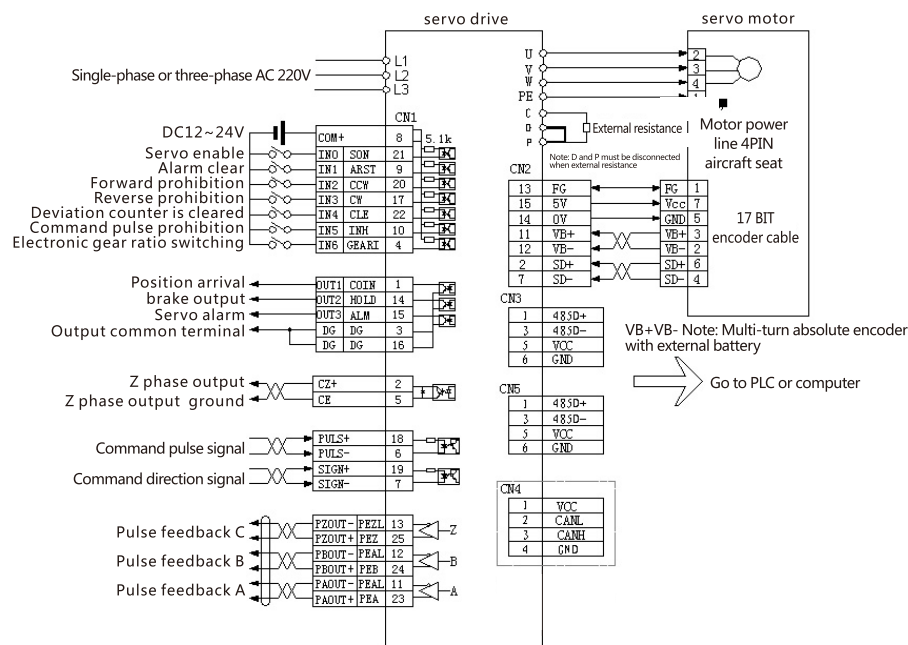 servo drive
servo motor
Single-phase or three-phase AC 220V
L1
L2
L3
U
V
W
PE
C
P
2
3
4
External resistance
Note: D and P must be disconnected
when external resistance
Motor power
line 4PIN
aircraft seat
CN1
DC12~24V
COM+ 8
5.1k
Servo enable IN0 SON 21
Alarm clear IN1 ARST 9
Forward prohibition IN2 CCW 20
Reverse prohibition IN3 CW 17
Deviation counter is cleared IN4 CLE 22
Command pulse prohibition IN5 INH 10
Electronic gear ratio switching IN6 GEARI 4
Position arrival OUT1 COIN 1
brake output OUT2 HOLD 14
Servo alarm OUT3 ALM 15
Output common terminal DG DG 3
DG DG 16
Z phase output CZ+ 2
Z phase output ground CE 5
Command pulse signal PULS+ 18
PULS- 6
Command direction signal SIGN+ 19
SIGN- 7
Pulse feedback C PZOUT- PEZL 13 Z
PZOUT+ PEZ 25
Pulse feedback B PBOUT- PEAL 12 B
PBOUT+ PEB 24
Pulse feedback A PAOUT- PEAL 11 A
PAOUT+ PEA 23
CN2
13 FG FG 1
15 5V Vcc 7
14 0V GND 5
11 VB+ VB+ 3
12 VB- VB- 2
2 SD+ SD+ 6
7 SD- SD- 4
17 BIT
encoder cable
CN3
1 485D+
3 485D-
5 VCC
6 GND
VB+VB- Note: Multi-turn absolute encoder
with external battery
Go to PLC or computer
CN5
1 485D+
3 485D-
5 VCC
6 GND
CN4
1 VCC
2 CANL
3 CANH
4 GND